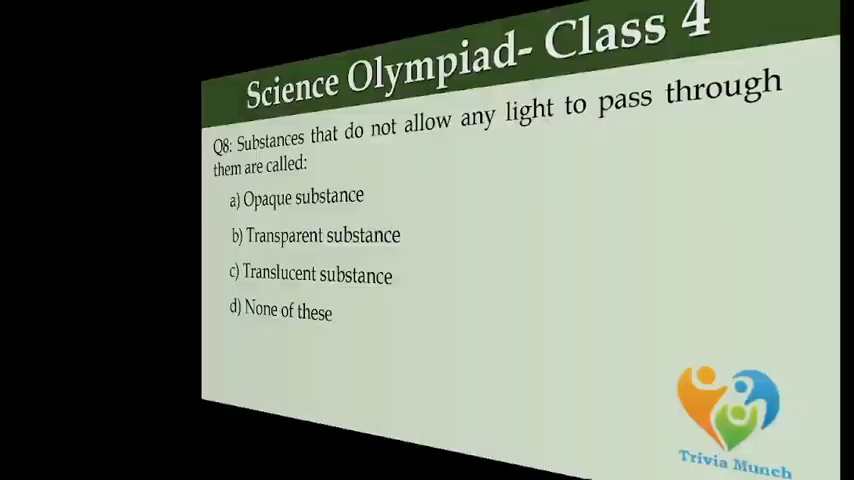 Science Olympiad- Class 4
Q8: Substances that do not allow any light to pass through
them are called:
a) Opaque substance
b) Transparent substance
c) Translucent substance
d) None of these
Trivia Munch